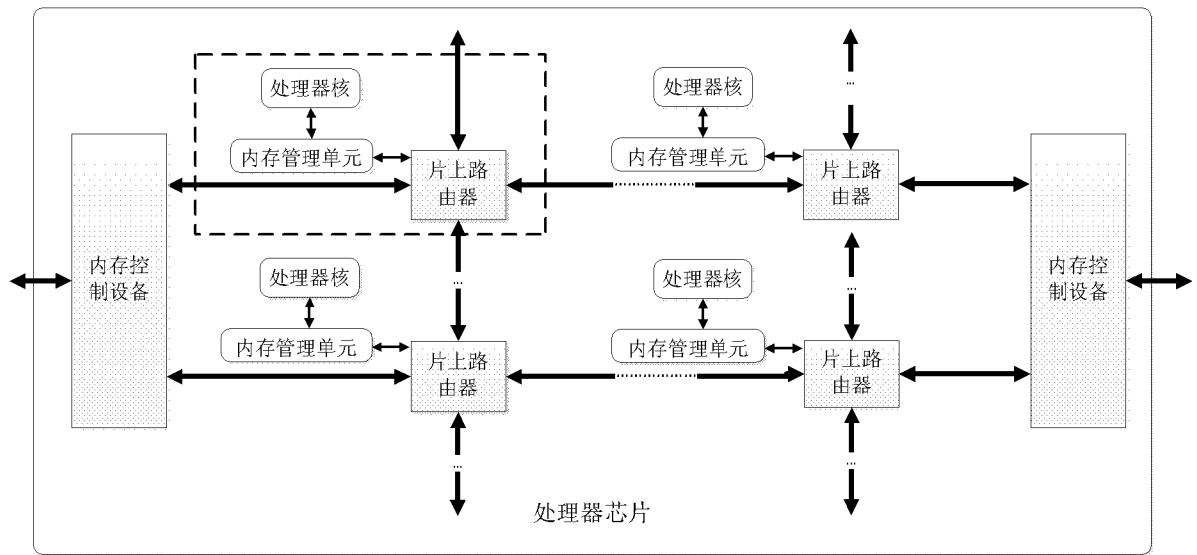 处理器核
内存管理单元
片上路
由器
处理器核
内存管理单元
片上路
由器
内存控
制设备
处理器核
内存管理单元
片上路
由器
处理器核
内存管理单元
片上路
由器
内存控
制设备
处理器芯片